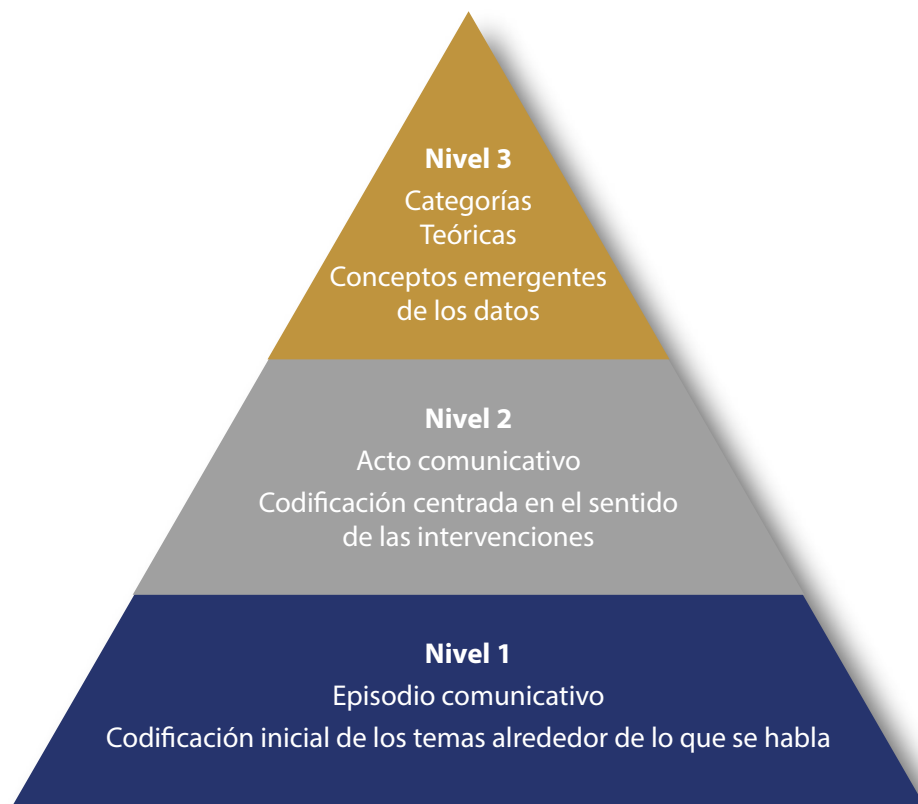 Nivel 3
Categorías
Teóricas
Conceptos emergentes
de los datos
Nivel 2
Acto comunicativo
Codificación centrada en el sentido
de las intervenciones
Nivel 1
Episodio comunicativo
Codificación inicial de los temas alrededor de lo que se habla